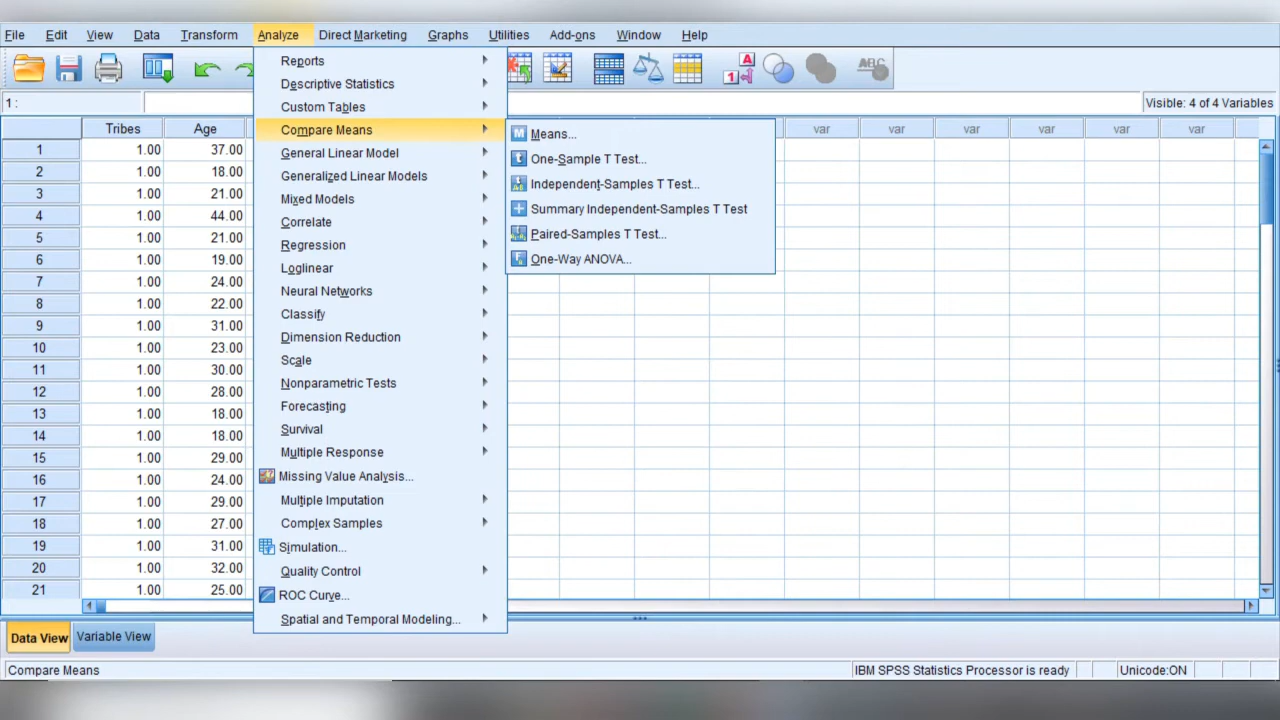 File Edit View Data Transform Analyze Direct Marketing Graphs Utilities Add-ons Window Help
1 A ABC
1 : Visible: 4 of 4 Variables
Tribes Age var var var var var var
1 1.00 37.00
2 1.00 18.00
3 1.00 21.00
4 1.00 44.00
5 1.00 21.00
6 1.00 19.00
7 1.00 24.00
8 1.00 22.00
9 1.00 31.00
10 1.00 23.00
11 1.00 30.00
12 1.00 28.00
13 1.00 18.00
14 1.00 18.00
15 1.00 29.00
16 1.00 24.00
17 1.00 29.00
18 1.00 27.00
19 1.00 31.00
20 1.00 32.00
21 1.00 25.00
Reports
Descriptive Statistics
Custom Tables
Compare Means
General Linear Model
Generalized Linear Models
Mixed Models
Correlate
Regression
Loglinear
Neural Networks
Classify
Dimension Reduction
Scale
Nonparametric Tests
Forecasting
Survival
Multiple Response
Missing Value Analysis...
Multiple Imputation
Complex Samples
Simulation...
Quality Control
ROC Curve...
Spatial and Temporal Modeling...
M Means...
t One-Sample T Test...
Independent-Samples T Test...
Summary Independent-Samples T Test
Paired-Samples T Test...
One-Way ANOVA...
Data View Variable View
Compare Means IBM SPSS Statistics Processor is ready Unicode:ON